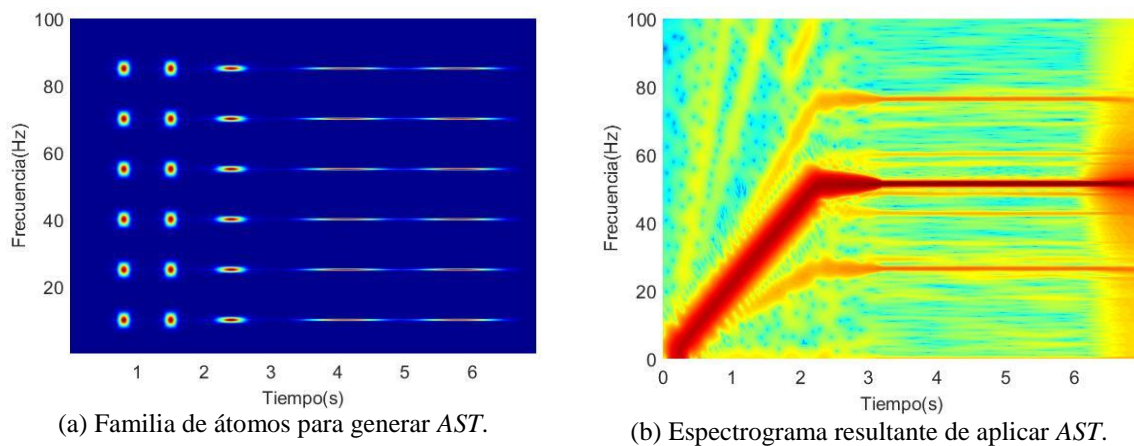 100
80
60
40
20
Frecuencia(Hz)
1 2 3 4 5 6
Tiempo(s)
(a) Familia de átomos para generar AST.
100
80
60
40
20
0
Frecuencia(Hz)
0 1 2 3 4 5 6
Tiempo(s)
(b) Espectrograma resultante de aplicar AST.